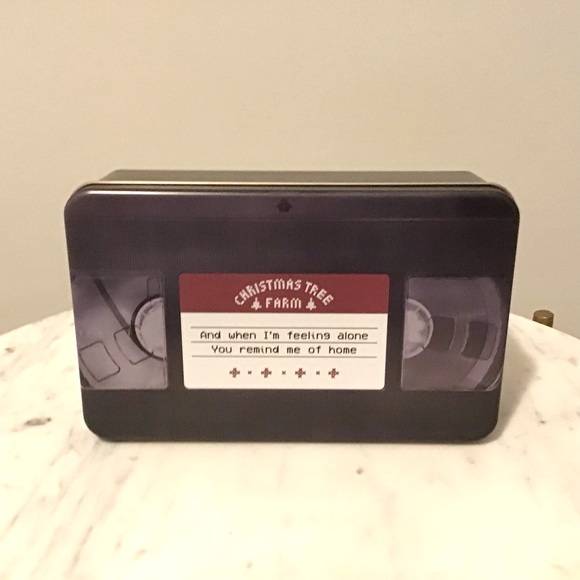 CHRISTMAS TREE
FARM
And when I'm feeling alone
You remind me of home